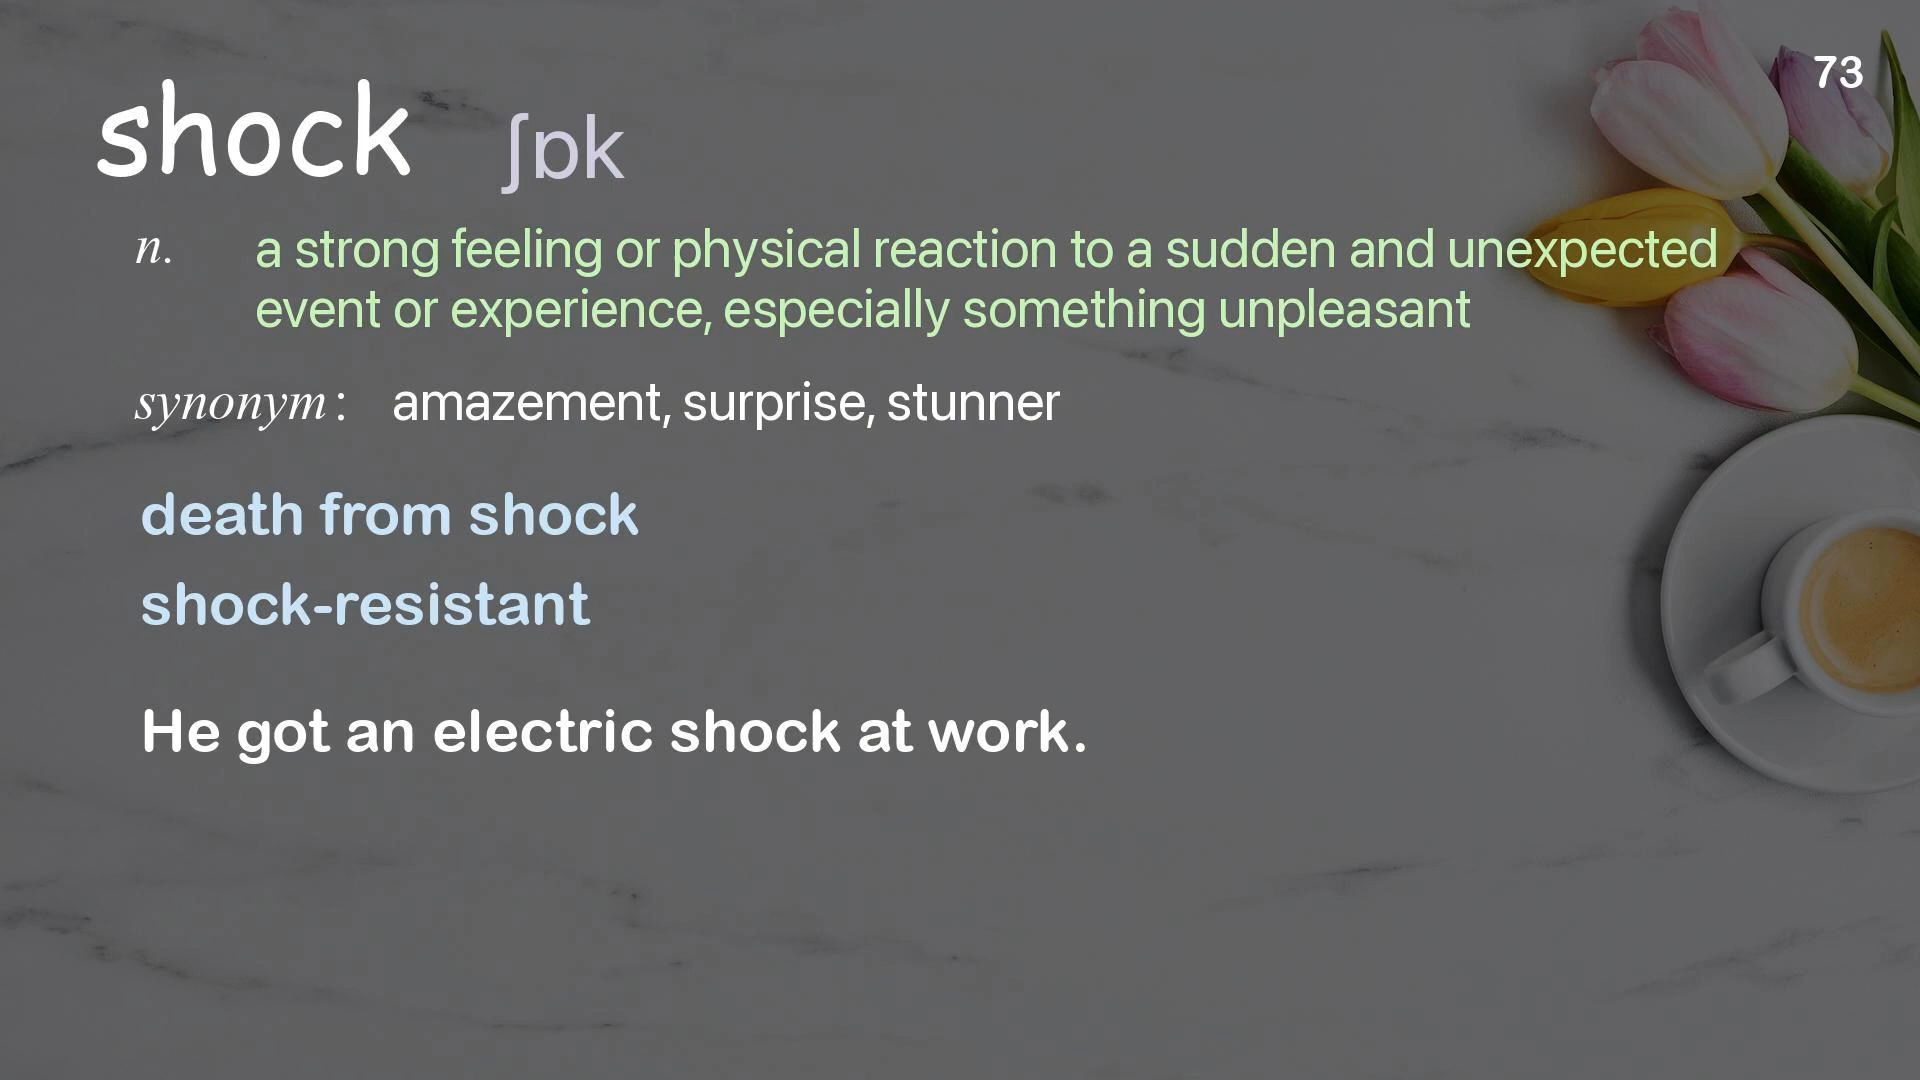 73
shock ʃɒk
n. a strong feeling or physical reaction to a sudden and unexpected
event or experience, especially something unpleasant
synonym : amazement, surprise, stunner
death from shock
shock-resistant
He got an electric shock at work.